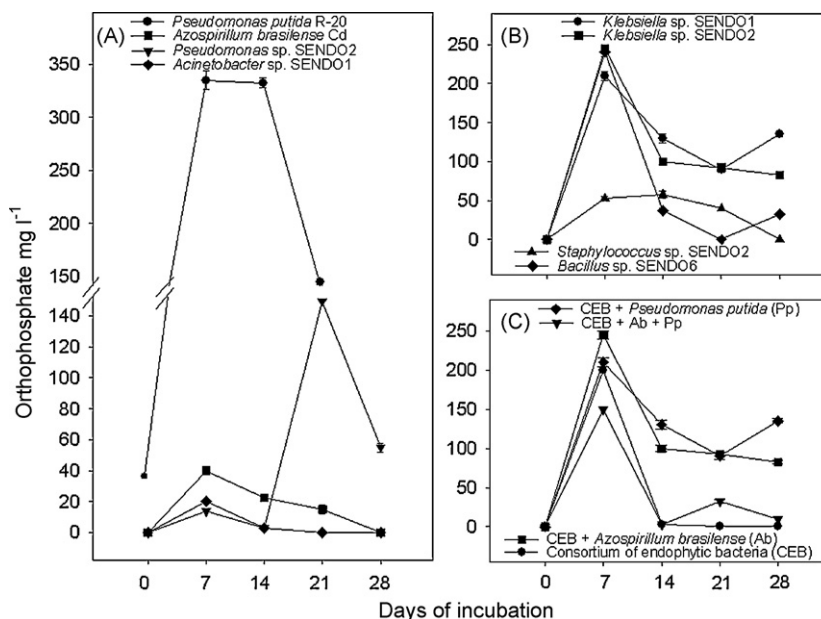 (A)
Pseudomonas putida R-20
Azospirillum brasilense Cd
Pseudomonas sp. SENDO2
Acinetobacter sp. SENDO1
350
300
250
200
150
140
120
100
80
60
40
20
0
Orthophosphate mg l-1
0 7 14 21 28
(B)
Klebsiella sp. SENDO1
Klebsiella sp. SENDO2
250
200
150
100
50
0
Staphylococcus sp. SENDO2
Bacillus sp. SENDO6
(C)
CEB + Pseudomonas putida (Pp)
CEB + Ab + Pp
250
200
150
100
50
0
CEB + Azospirillum brasilense (Ab)
Consortium of endophytic bacteria (CEB)
0 7 14 21 28
Days of incubation